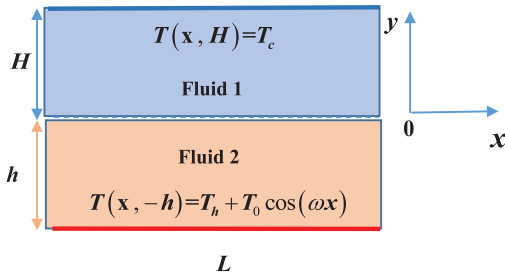 T(x, H)=T_c
y
H
Fluid 1
0
x
Fluid 2
h
T(x, -h)=T_h + T_0 cos(ωx)
L